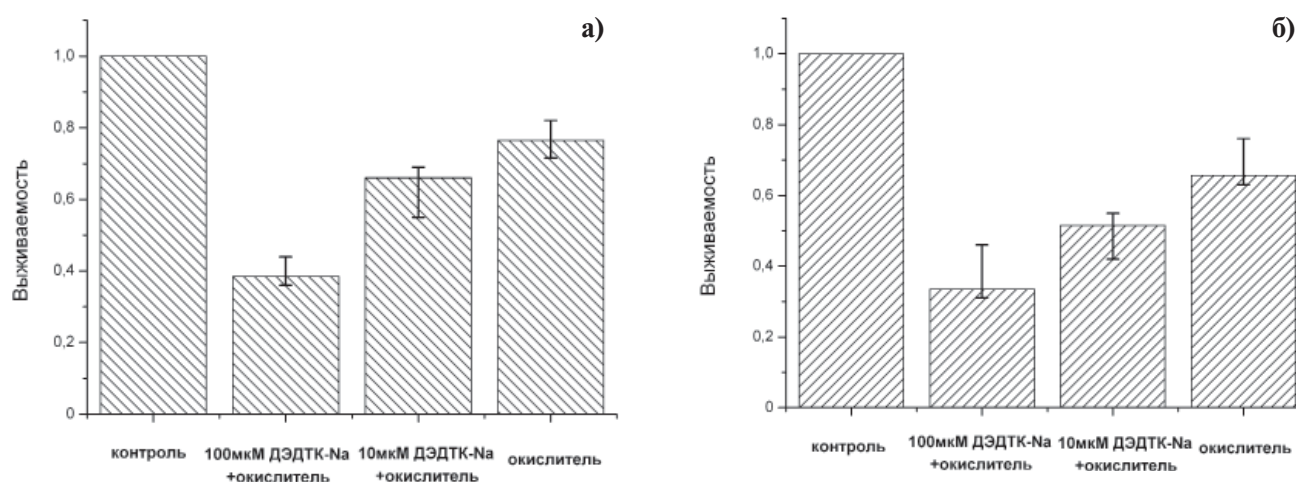 а)
Выживаемость
1,0
0,8
0,6
0,4
0,2
0
контроль
100мкМ ДЭДТК-Na
+окислитель
10мкМ ДЭДТК-Na
+окислитель
окислитель
б)
Выживаемость
1,0
0,8
0,6
0,4
0,2
0
контроль
100мкМ ДЭДТК-Na
+окислитель
10мкМ ДЭДТК-Na
+окислитель
окислитель